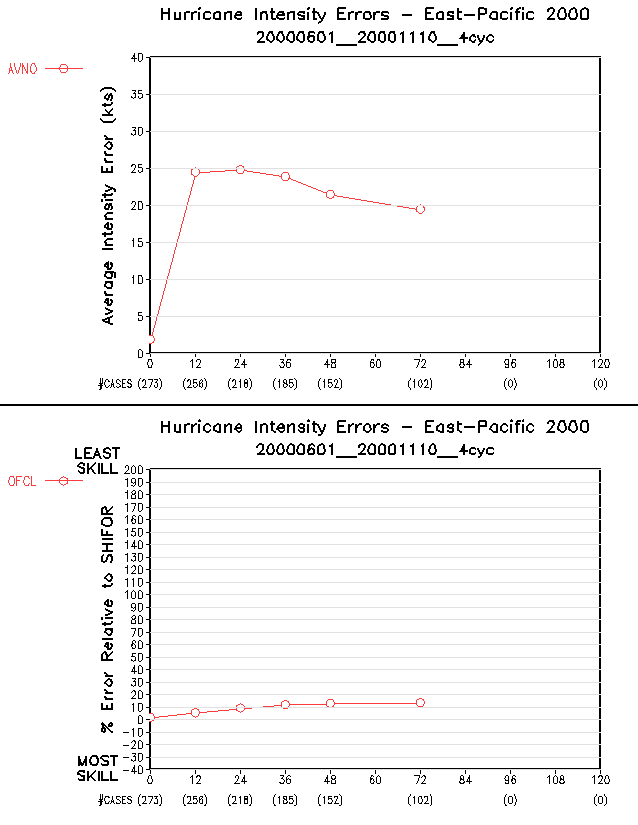 Hurricane Intensity Errors - East-Pacific 2000
20000601__20001110__4cyc
AVNO
Average Intensity Error (kts)
40
35
30
25
20
15
10
5
0
0 12 24 36 48 60 72 84 96 108 120
#CASES (273) (256) (218) (185) (152) (102) (0) (0)
Hurricane Intensity Errors - East-Pacific 2000
20000601__20001110__4cyc
LEAST
SKILL
OFCL
% Error Relative to SHIFOR
200
190
180
170
160
150
140
130
120
110
100
90
80
70
60
50
40
30
20
10
0
-10
-20
-30
-40
MOST
SKILL
0 12 24 36 48 60 72 84 96 108 120
#CASES (273) (256) (218) (185) (152) (102) (0) (0)